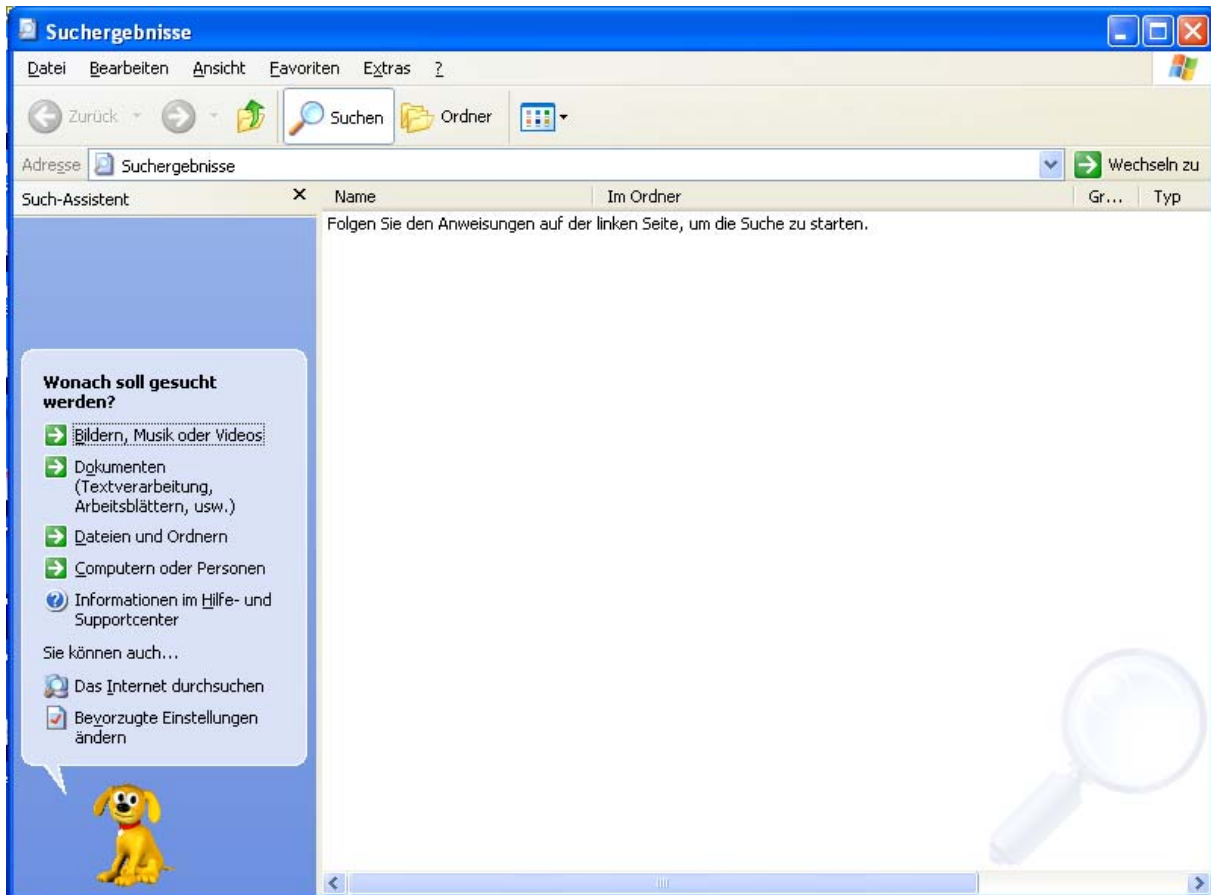 Suchergebnisse
Datei Bearbeiten Ansicht Favoriten Extras ?
Zurück Suchen Ordner
Adresse Suchergebnisse Wechseln zu
Such-Assistent Name Im Ordner Gr... Typ
Folgen Sie den Anweisungen auf der linken Seite, um die Suche zu starten.
Wonach soll gesucht
werden?
Bildern, Musik oder Videos
Dokumenten
(Textverarbeitung,
Arbeitsblättern, usw.)
Dateien und Ordnern
Computern oder Personen
Informationen im Hilfe- und
Supportcenter
Sie können auch...
Das Internet durchsuchen
Bevorzugte Einstellungen
ändern